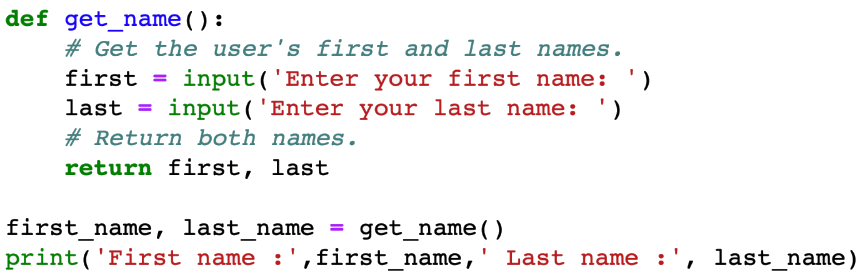 def get_name():
    # Get the user's first and last names.
    first = input('Enter your first name: ')
    last = input('Enter your last name: ')
    # Return both names.
    return first, last

first_name, last_name = get_name()
print('First name :',first_name,' Last name :', last_name)